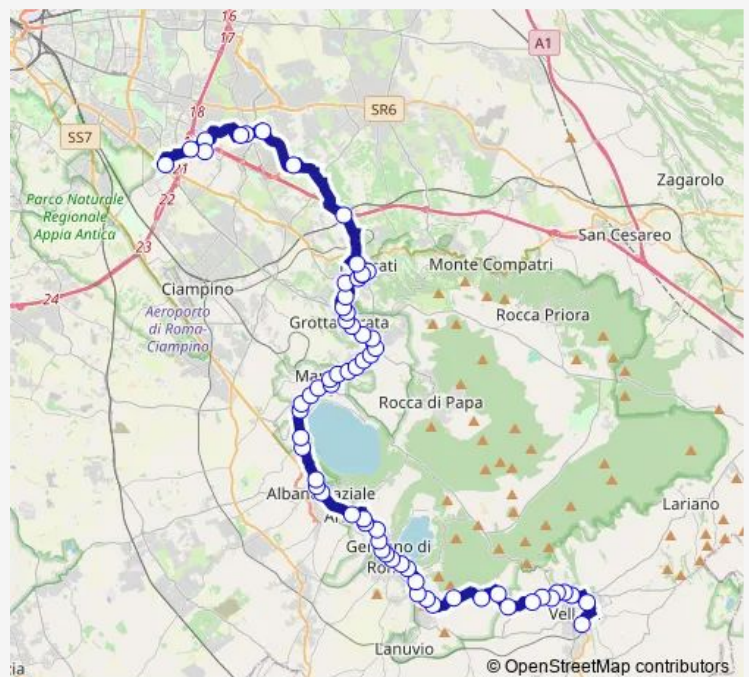 16
17
A1
18
SR6
SS7
21
22
Zagarolo
Parco Naturale
Regionale
Appia Antica
23
San Cesareo
24
Ciampino
Monte Compatri
Aeroporto
di Roma-
Ciampino
Rocca Priora
Rocca di Papa
Lariano
Lanuvio
© OpenStreetMap contributors